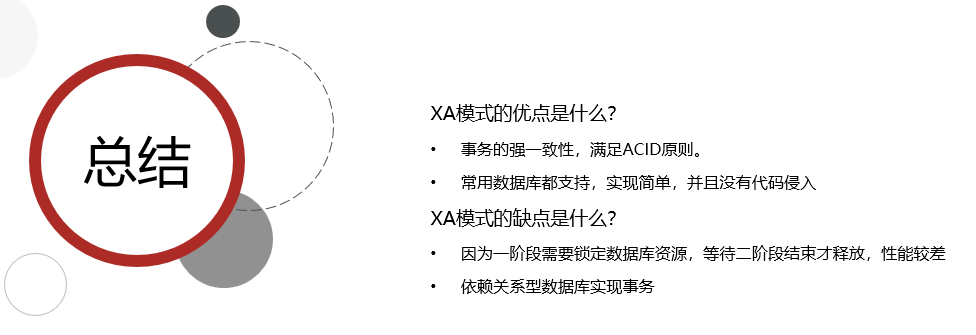 总结
XA模式的优点是什么?
• 事务的强一致性，满足ACID原则。
• 常用数据库都支持，实现简单，并且没有代码侵入
XA模式的缺点是什么?
• 因为一阶段需要锁定数据库资源，等待二阶段结束才释放，性能较差
• 依赖关系型数据库实现事务